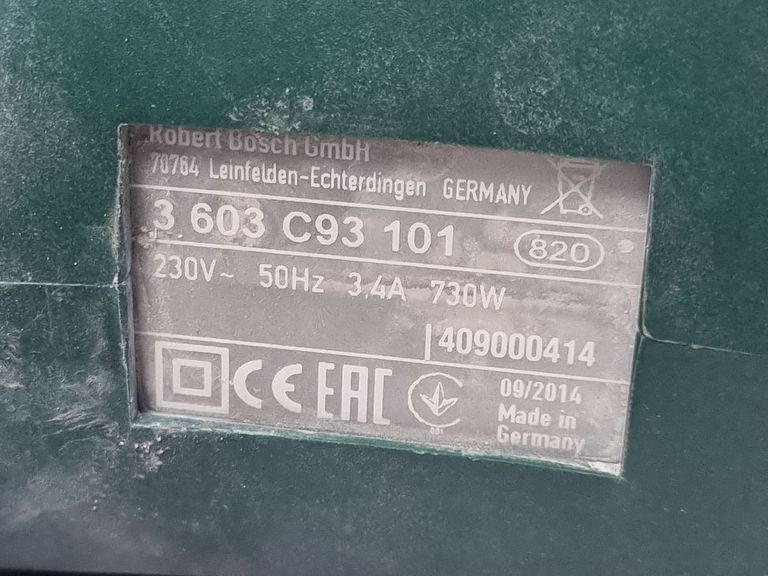 Robert Bosch GmbH
70764 Leinfelden-Echterdingen GERMANY
3 603 C93 101 820
230V~ 50Hz 3,4A 730W
409000414
CE EAC
09/2014
Made in
Germany